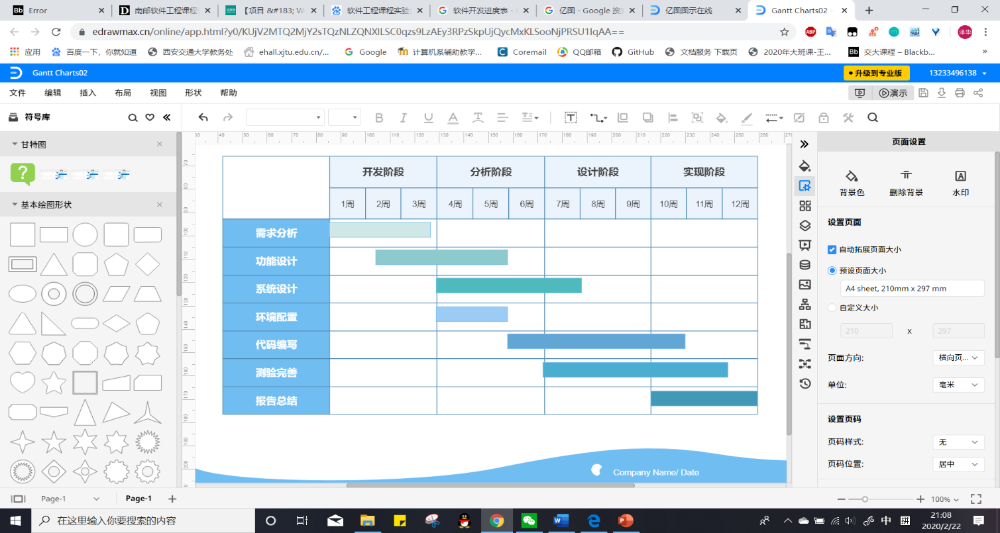 Error
南邮软件工程课程
【项目 &#183; W
软件工程课程实验
软件开发进度表 -
亿图 - Google 搜
亿图图示在线
Gantt Charts02 -
edrawmax.cn/online/app.html?y0/KUjV2MTQ2MjY2sTQzNLZQNXlLSC0qzs9LzAEy3RPzSkpUjQycMxKLSooNjPRSU1IqAA==
应用
百度一下，你就知道
西安交通大学教务处
ehall.xjtu.edu.cn/...
Google
计算机系辅助教学...
Coremail
QQ邮箱
GitHub
文档服务 下载页
2020年大班课-王...
交大课程 – Blackb...
Gantt Charts02
升级到专业版
13233496138
文件 编辑 插入 布局 视图 形状 帮助
演示
符号库
甘特图
基本绘图形状
开发阶段 分析阶段 设计阶段 实现阶段
1周 2周 3周 4周 5周 6周 7周 8周 9周 10周 11周 12周
需求分析
功能设计
系统设计
环境配置
代码编写
测验完善
报告总结
Company Name/ Date
页面设置
背景色 删除背景 水印
设置页面
自动拓展页面大小
预设页面大小
A4 sheet, 210mm x 297 mm
自定义大小
210 x 297
页面方向: 横向页...
单位: 毫米
设置页码
页码样式: 无
页码位置: 居中
Page-1
Page-1
100%
在这里输入你要搜索的内容
中
拼
21:08
2020/2/22